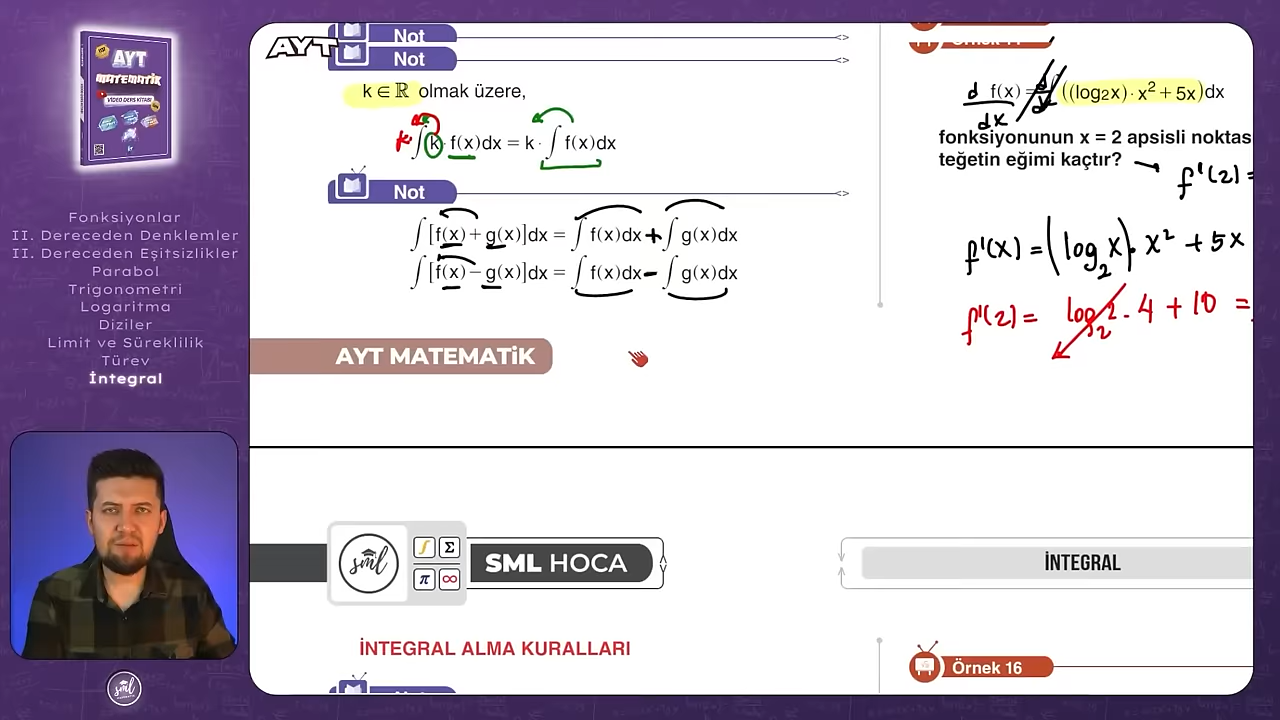 AYT
MATEMATİK
VİDEO DERS KİTABI
Fonksiyonlar
II. Dereceden Denklemler
II. Dereceden Eşitsizlikler
Parabol
Trigonometri
Logaritma
Diziler
Limit ve Süreklilik
Türev
İntegral
sml
AYT
Not
Not
k ∈ ℝ olmak üzere,
k· ∫ k · f(x)dx = k · ∫ f(x)dx
Not
∫ [f(x) + g(x)]dx = ∫ f(x)dx + ∫ g(x)dx
∫ [f(x) − g(x)]dx = ∫ f(x)dx − ∫ g(x)dx
AYT MATEMATİK
sml
∫ Σ
π ∞
SML HOCA
İNTEGRAL ALMA KURALLARI
d/dx f(x) = d/dx ∫ ((log₂x) · x² + 5x)dx
fonksiyonunun x = 2 apsisli noktas
teğetin eğimi kaçtır? → f'(2) =
f'(x) = (log₂x) · x² + 5x
f'(2) = log₂2 · 4 + 10 =
İNTEGRAL
Örnek 16